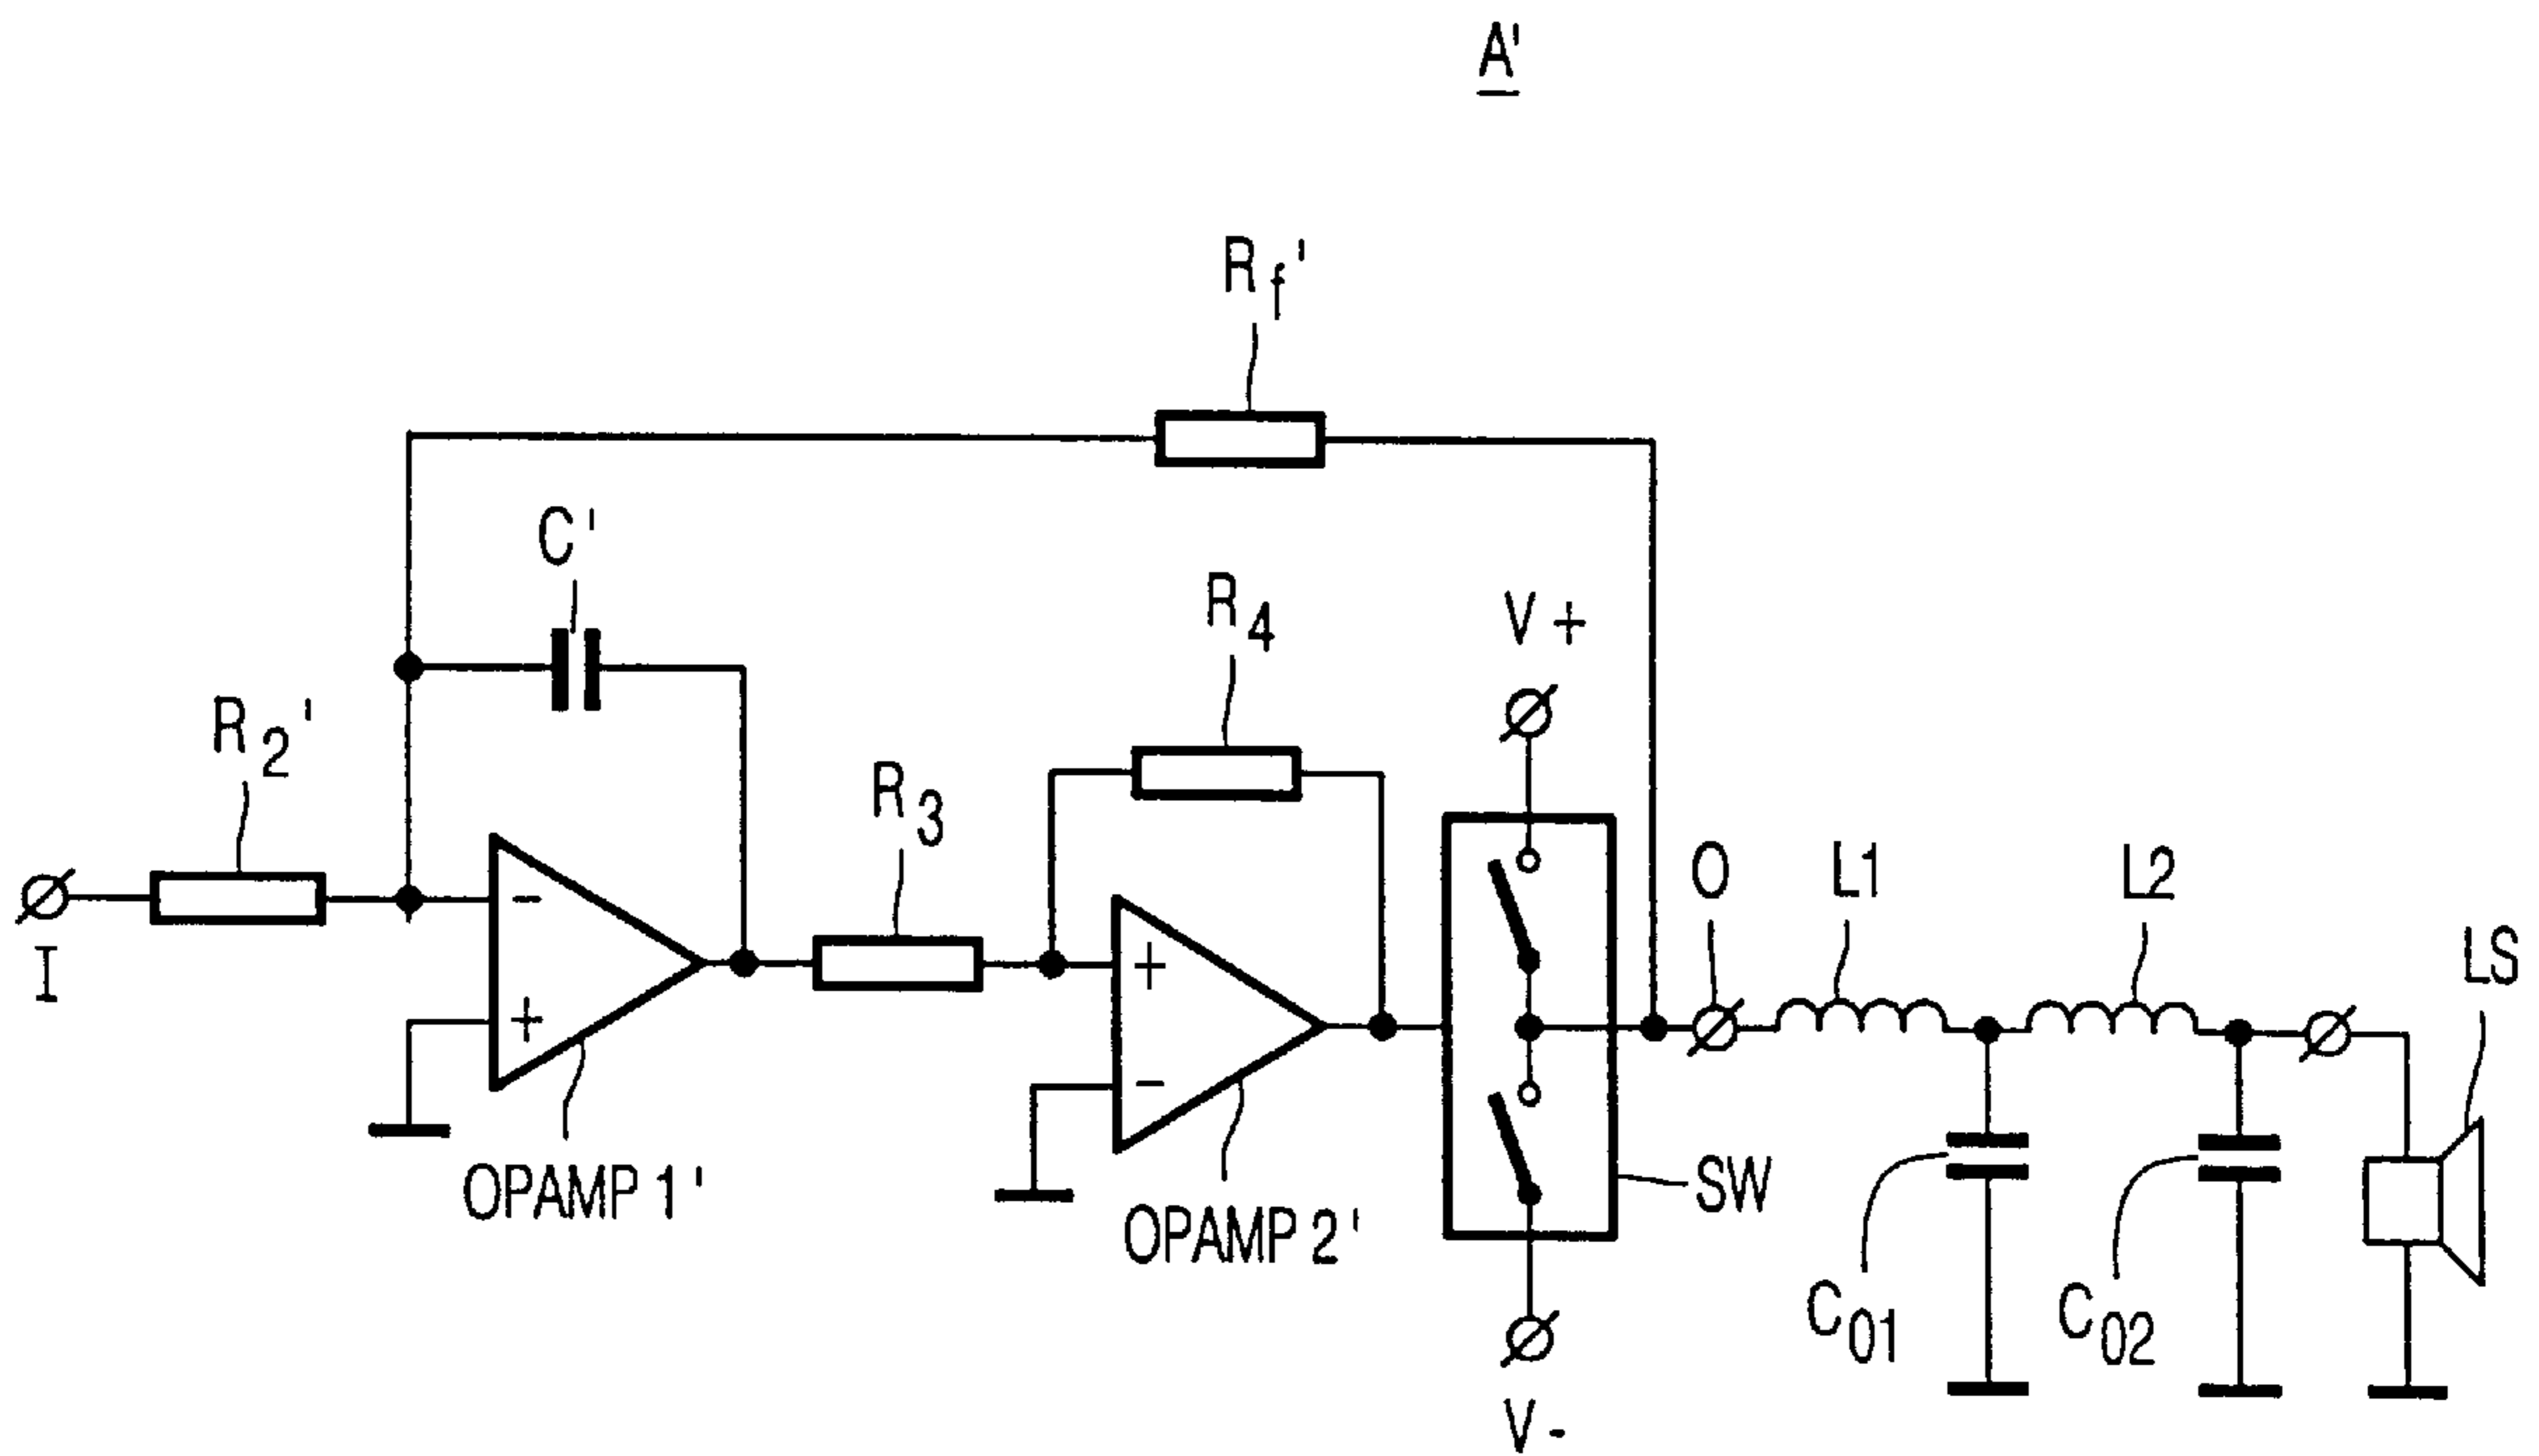 A'
Rf'
C'
R4
V+
R2'
R3
-
+
I
OPAMP 1'
+
-
OPAMP 2'
O
L1
L2
LS
SW
C01
C02
V-